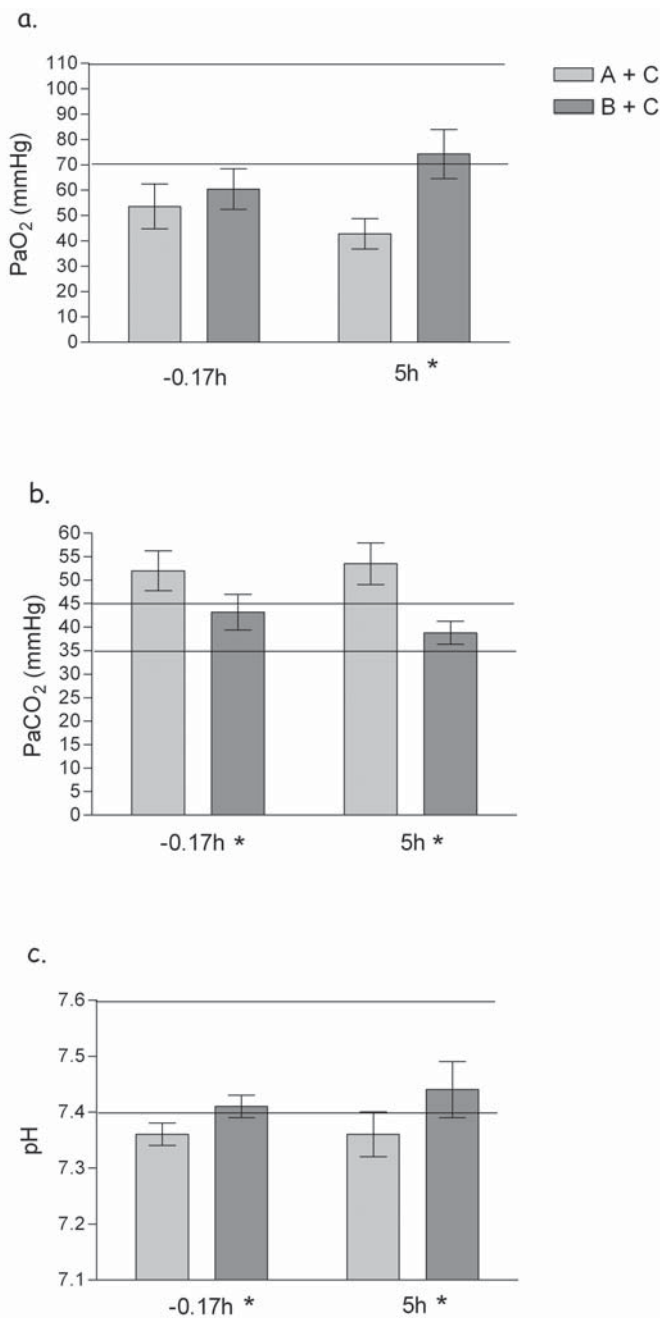 a.
110
100
90
80
70
60
50
40
30
20
10
0
PaO₂ (mmHg)
-0.17h
5h *
A + C
B + C
b.
60
55
50
45
40
35
30
25
20
15
10
5
0
PaCO₂ (mmHg)
-0.17h *
5h *
c.
7.6
7.5
7.4
7.3
7.2
7.1
pH
-0.17h *
5h *